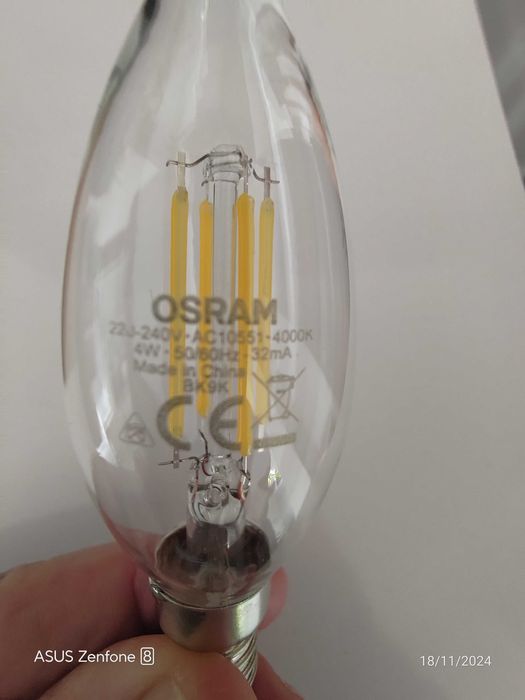 OSRAM
220-240V-AC10551-4000K
4W - 50/60Hz - 32mA
Made in China
BK9K
CE
ASUS Zenfone 8
18/11/2024